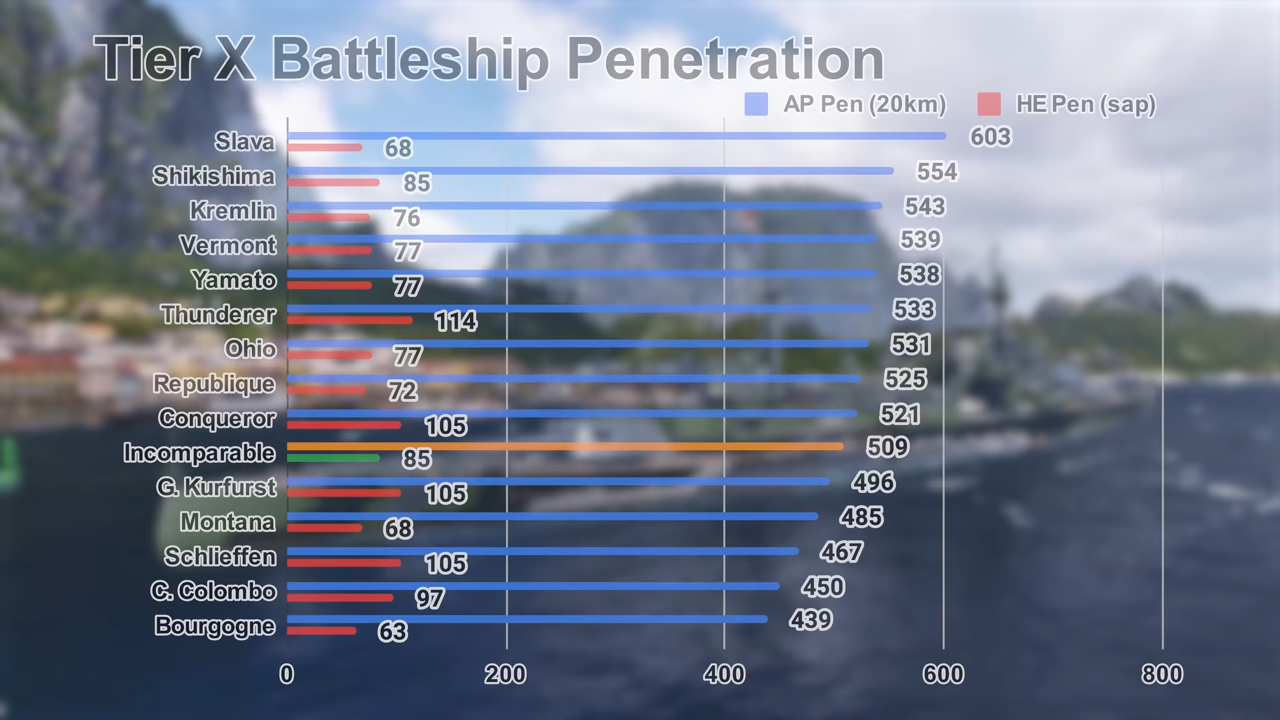 Tier X Battleship Penetration
AP Pen (20km) HE Pen (sap)
Slava 603
68
Shikishima 554
85
Kremlin 543
76
Vermont 539
77
Yamato 538
77
Thunderer 533
114
Ohio 531
77
Republique 525
72
Conqueror 521
105
Incomparable 509
85
G. Kurfurst 496
105
Montana 485
68
Schlieffen 467
105
C. Colombo 450
97
Bourgogne 439
63
0 200 400 600 800